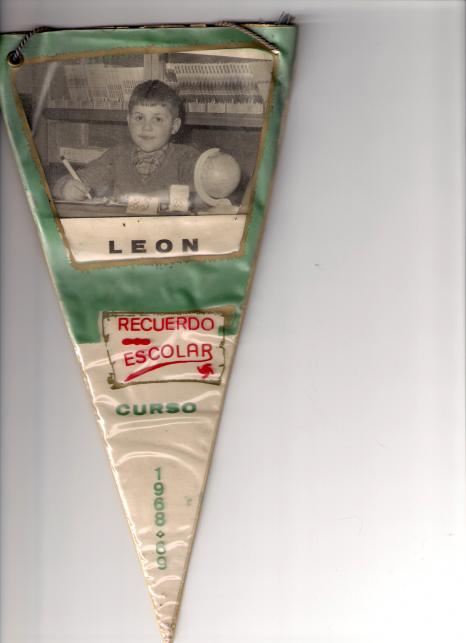 LEON
RECUERDO
ESCOLAR
CURSO
1968·69